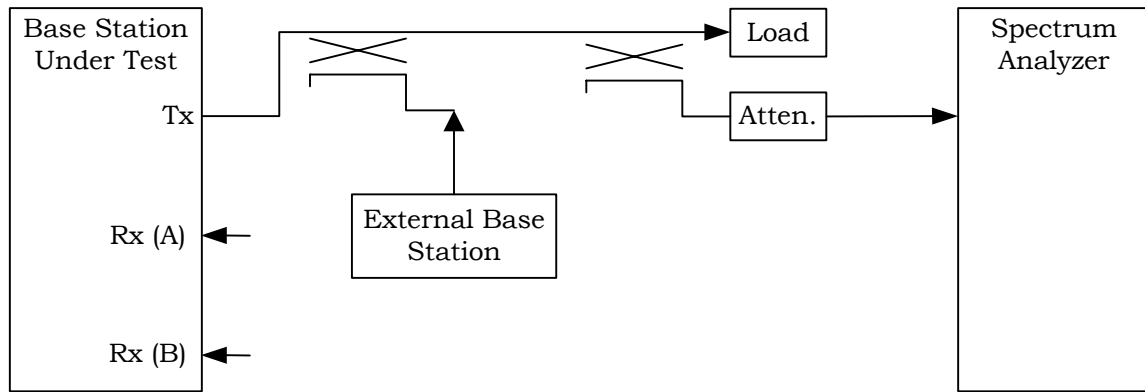 Base Station
Under Test
Tx
Rx (A)
Rx (B)
External Base
Station
Load
Atten.
Spectrum
Analyzer